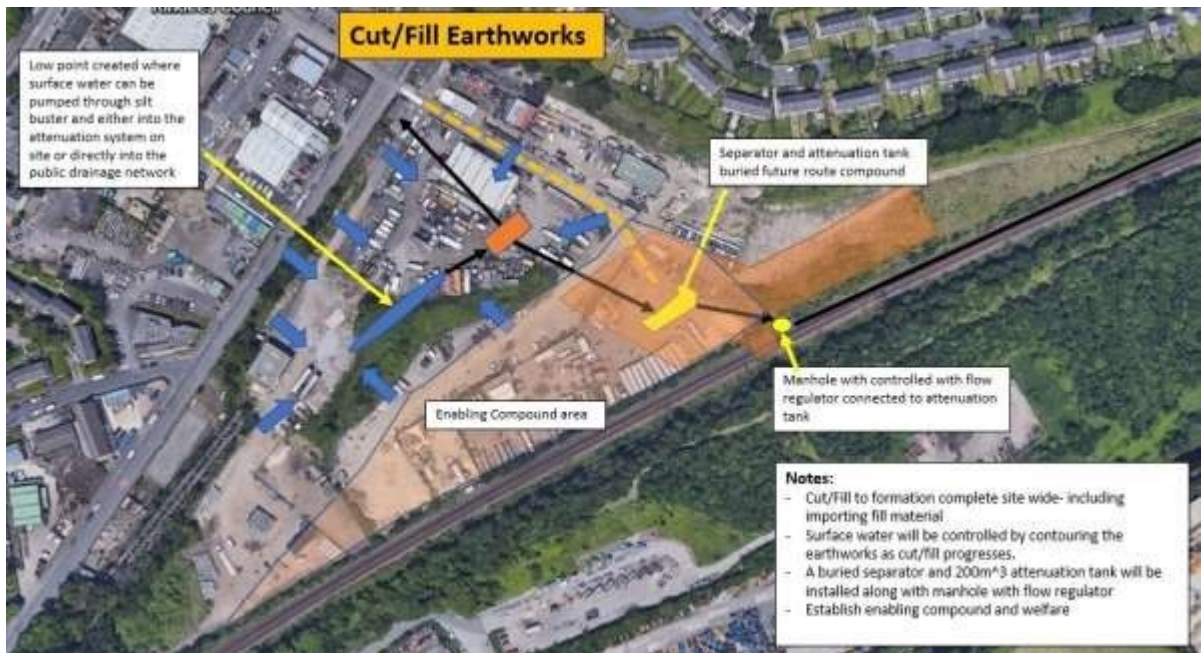 Cut/Fill Earthworks
Low point created where
surface water can be
pumped through silt
buster and either into the
attenuation system on
site or directly into the
public drainage network
Separator and attenuation tank
buried future route compound
Manhole with controlled with flow
regulator connected to attenuation
tank
Enabling Compound area
Notes:
- Cut/Fill to formation complete site wide- including
importing fill material
- Surface water will be controlled by contouring the
earthworks as cut/fill progresses.
- A buried separator and 200m^3 attenuation tank will be
installed along with manhole with flow regulator
- Establish enabling compound and welfare